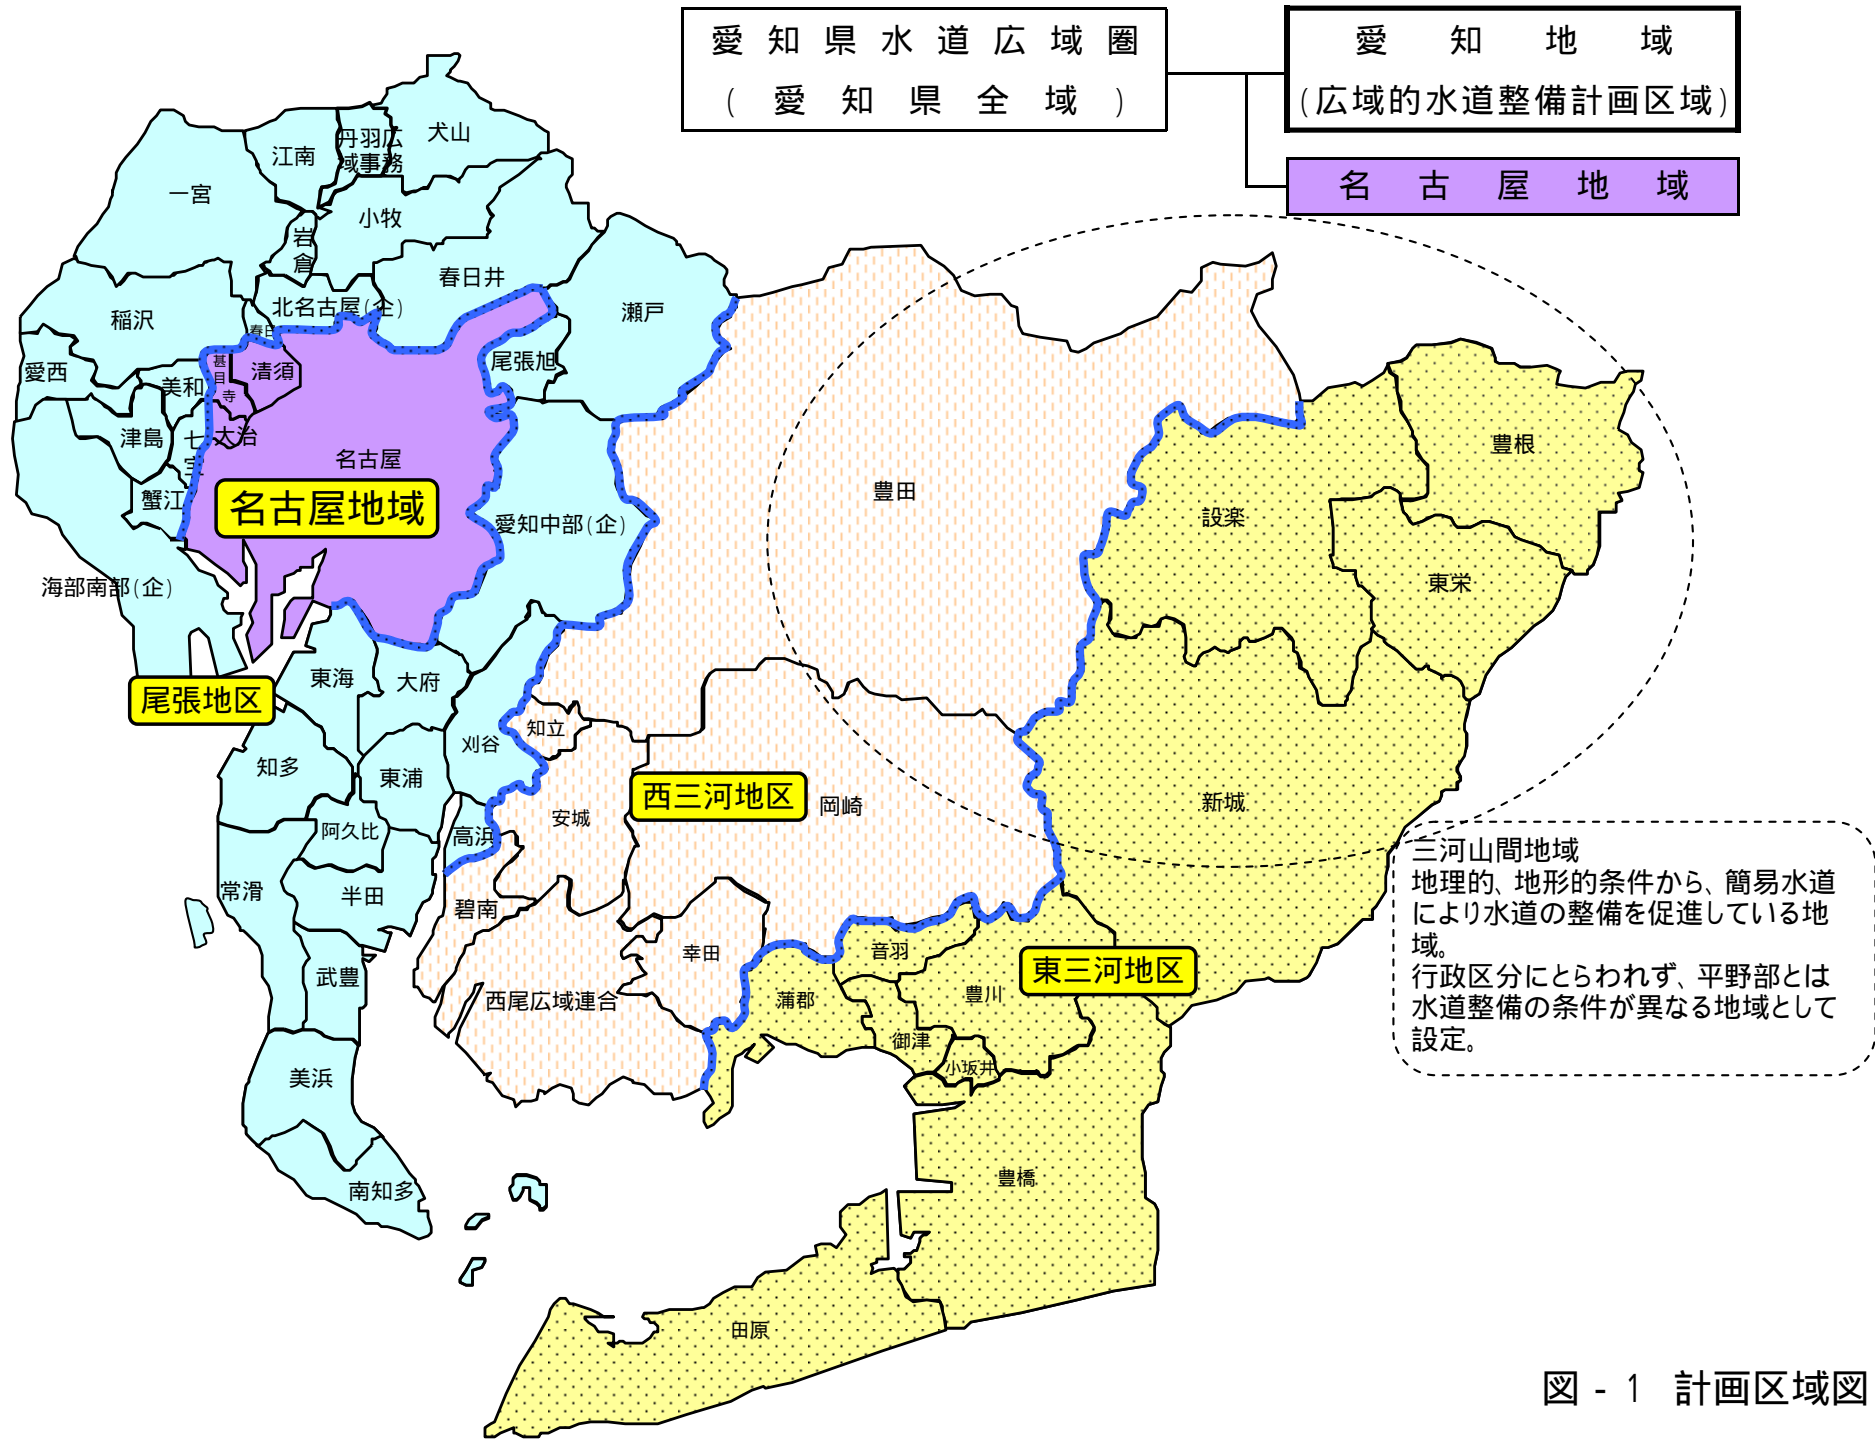 愛知県水道広域圏
(愛知県全域)
愛知地域
(広域的水道整備計画区域)
名古屋地域
犬山
丹羽広
域事務
江南
一宮
小牧
岩
倉
春日井
北名古屋(企)
瀬戸
稲沢
春日
尾張旭
愛西
美和
甚
目
寺
清須
津島
七
宝
大治
名古屋
蟹江
名古屋地域
愛知中部(企)
海部南部(企)
豊田
豊根
設楽
東栄
東海
大府
尾張地区
知立
刈谷
知多
東浦
西三河地区
岡崎
新城
安城
阿久比
高浜
常滑
半田
碧南
三河山間地域
地理的、地形的条件から、簡易水道
により水道の整備を促進している地
域。
行政区分にとらわれず、平野部とは
水道整備の条件が異なる地域として
設定。
音羽
幸田
東三河地区
武豊
西尾広域連合
蒲郡
豊川
御津
小坂井
美浜
南知多
豊橋
田原
図-1 計画区域図